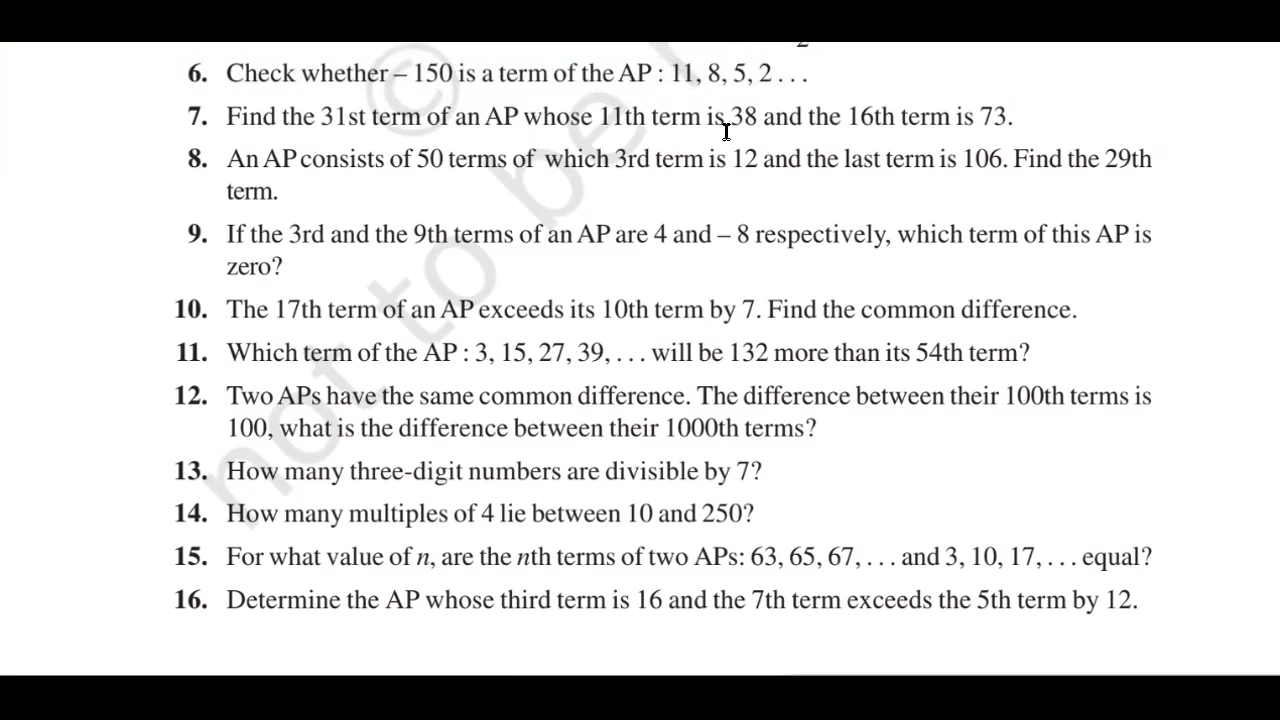 6. Check whether – 150 is a term of the AP : 11, 8, 5, 2 . . .
7. Find the 31st term of an AP whose 11th term is 38 and the 16th term is 73.
8. An AP consists of 50 terms of which 3rd term is 12 and the last term is 106. Find the 29th
term.
9. If the 3rd and the 9th terms of an AP are 4 and – 8 respectively, which term of this AP is
zero?
10. The 17th term of an AP exceeds its 10th term by 7. Find the common difference.
11. Which term of the AP : 3, 15, 27, 39, . . . will be 132 more than its 54th term?
12. Two APs have the same common difference. The difference between their 100th terms is
100, what is the difference between their 1000th terms?
13. How many three-digit numbers are divisible by 7?
14. How many multiples of 4 lie between 10 and 250?
15. For what value of n, are the nth terms of two APs: 63, 65, 67, . . . and 3, 10, 17, . . . equal?
16. Determine the AP whose third term is 16 and the 7th term exceeds the 5th term by 12.
© not to be